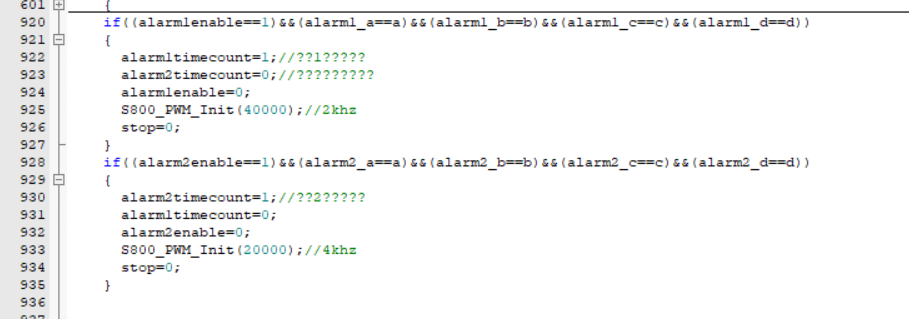 601 {
920 if((alarm1enable==1)&&(alarm1_a==a)&&(alarm1_b==b)&&(alarm1_c==c)&&(alarm1_d==d))
921 {
922 alarm1timecount=1;//??1?????
923 alarm2timecount=0;//?????????
924 alarm1enable=0;
925 S800_PWM_Init(40000);//2khz
926 stop=0;
927 }
928 if((alarm2enable==1)&&(alarm2_a==a)&&(alarm2_b==b)&&(alarm2_c==c)&&(alarm2_d==d))
929 {
930 alarm2timecount=1;//??2?????
931 alarm1timecount=0;
932 alarm2enable=0;
933 S800_PWM_Init(20000);//4khz
934 stop=0;
935 }
936
937